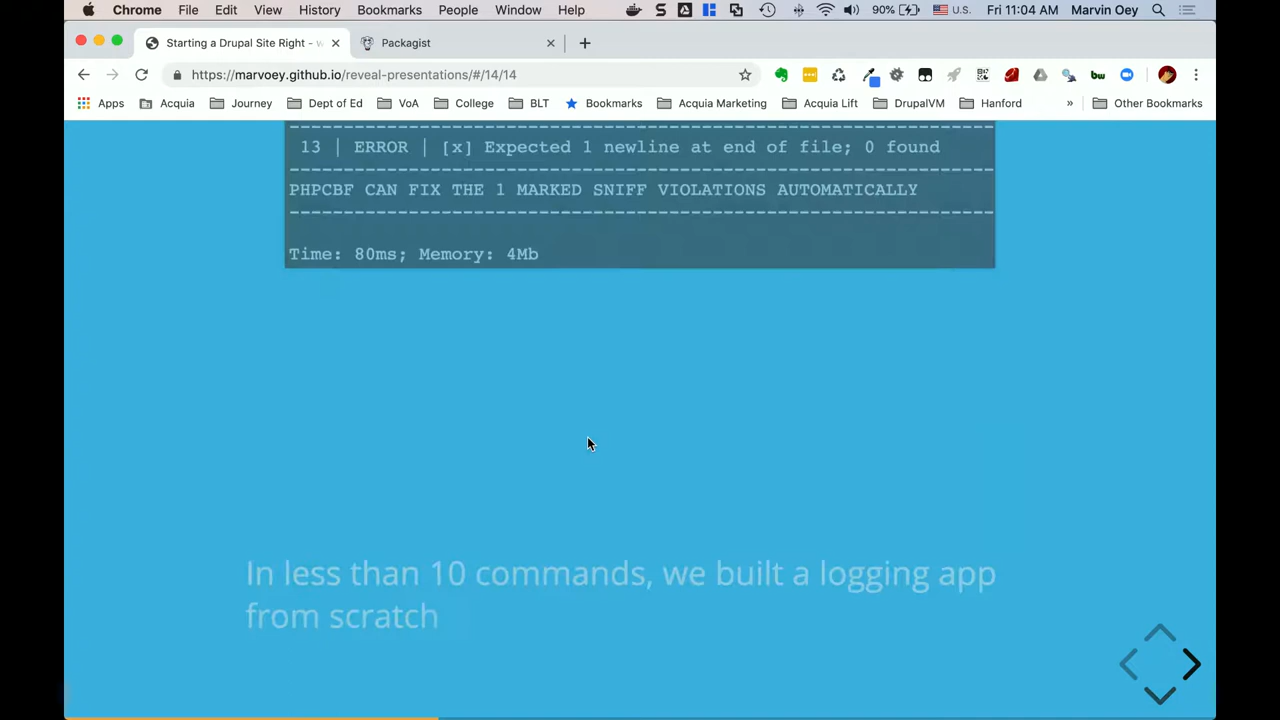 Chrome File Edit View History Bookmarks People Window Help 90% U.S. Fri 11:04 AM Marvin Oey
Starting a Drupal Site Right - Packagist
https://marvoey.github.io/reveal-presentations/#/14/14
Apps Acquia Journey Dept of Ed VoA College BLT Bookmarks Acquia Marketing Acquia Lift DrupalVM Hanford » Other Bookmarks
13 | ERROR | [x] Expected 1 newline at end of file; 0 found
PHPCBF CAN FIX THE 1 MARKED SNIFF VIOLATIONS AUTOMATICALLY
Time: 80ms; Memory: 4Mb
In less than 10 commands, we built a logging app
from scratch